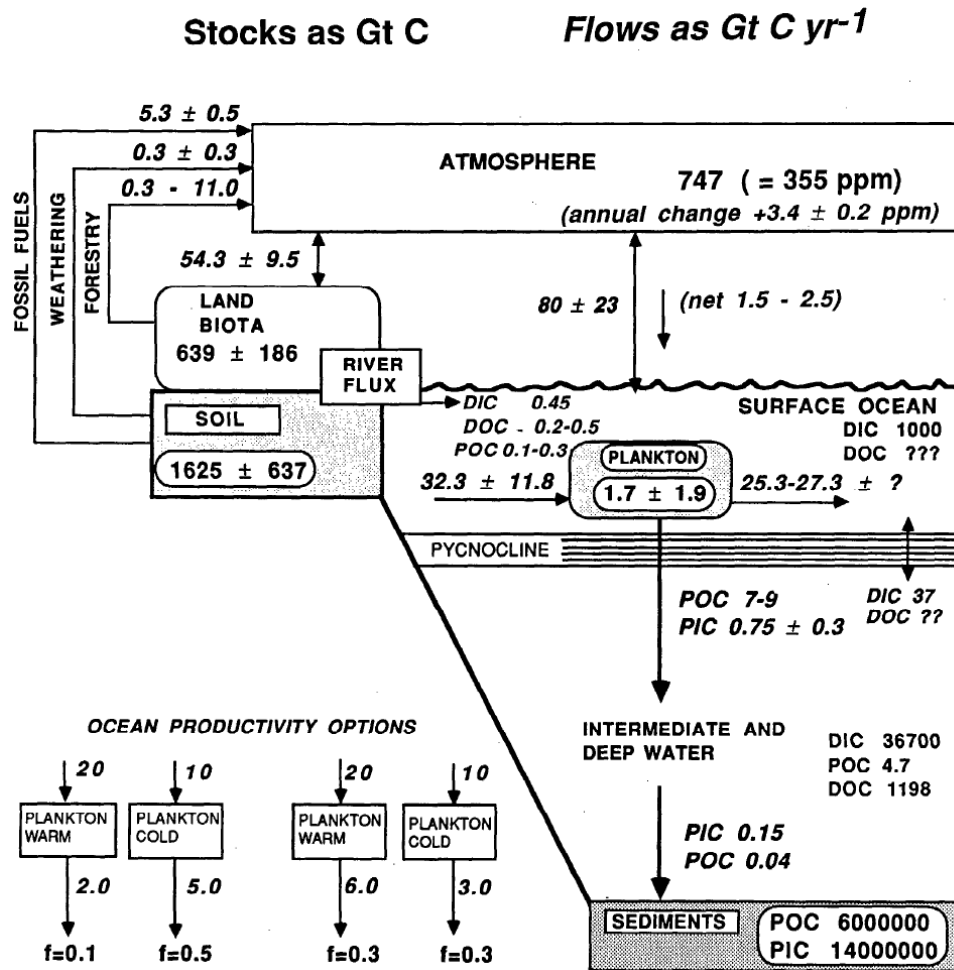 Stocks as Gt C
Flows as Gt C yr-1
5.3 ± 0.5
0.3 ± 0.3
0.3 - 11.0
FOSSIL FUELS
WEATHERING
FORESTRY
ATMOSPHERE
747 ( = 355 ppm)
(annual change +3.4 ± 0.2 ppm)
54.3 ± 9.5
80 ± 23
(net 1.5 - 2.5)
LAND
BIOTA
639 ± 186
RIVER
FLUX
SOIL
1625 ± 637
DIC 0.45
DOC - 0.2-0.5
POC 0.1-0.3
SURFACE OCEAN
DIC 1000
DOC ???
32.3 ± 11.8
PLANKTON
1.7 ± 1.9
25.3-27.3 ± ?
PYCNOCLINE
POC 7-9
PIC 0.75 ± 0.3
DIC 37
DOC ??
INTERMEDIATE AND
DEEP WATER
DIC 36700
POC 4.7
DOC 1198
PIC 0.15
POC 0.04
SEDIMENTS
POC 6000000
PIC 14000000
OCEAN PRODUCTIVITY OPTIONS
20
10
20
10
PLANKTON
WARM
PLANKTON
COLD
PLANKTON
WARM
PLANKTON
COLD
2.0
5.0
6.0
3.0
f=0.1
f=0.5
f=0.3
f=0.3